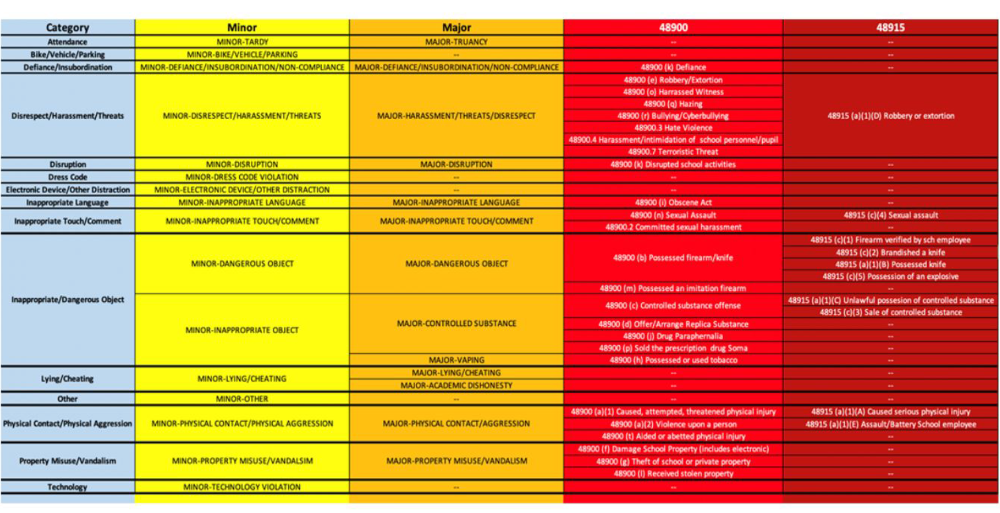 Category Minor Major 48900 48915
Attendance MINOR-TARDY MAJOR-TRUANCY -- --
Bike/Vehicle/Parking MINOR-BIKE/VEHICLE/PARKING -- -- --
Defiance/Insubordination MINOR-DEFIANCE/INSUBORDINATION/NON-COMPLIANCE MAJOR-DEFIANCE/INSUBORDINATION/NON-COMPLIANCE 48900 (k) Defiance --
48900 (e) Robbery/Extortion
48900 (o) Harrassed Witness
48900 (q) Hazing
Disrespect/Harassment/Threats MINOR-DISRESPECT/HARASSMENT/THREATS MAJOR-HARASSMENT/THREATS/DISRESPECT 48900 (r) Bullying/Cyberbullying 48915 (a)(1)(D) Robbery or extortion
48900.3 Hate Violence
48900.4 Harassment/intimidation of school personnel/pupil
48900.7 Terroristic Threat
Disruption MINOR-DISRUPTION MAJOR-DISRUPTION 48900 (k) Disrupted school activities --
Dress Code MINOR-DRESS CODE VIOLATION -- -- --
Electronic Device/Other Distraction MINOR-ELECTRONIC DEVICE/OTHER DISTRACTION -- -- --
Inappropriate Language MINOR-INAPPROPRIATE LANGUAGE MAJOR-INAPPROPRIATE LANGUAGE 48900 (i) Obscene Act --
48900 (n) Sexual Assault 48915 (c)(4) Sexual assault
Inappropriate Touch/Comment MINOR-INAPPROPRIATE TOUCH/COMMENT MAJOR-INAPPROPRIATE TOUCH/COMMENT
48900.2 Committed sexual harassment --
48915 (c)(1) Firearm verified by sch employee
48900 (b) Possessed firearm/knife 48915 (c)(2) Brandished a knife
MINOR-DANGEROUS OBJECT MAJOR-DANGEROUS OBJECT 48915 (a)(1)(B) Possessed knife
48915 (c)(5) Possession of an explosive
48900 (m) Possessed an imitation firearm --
Inappropriate/Dangerous Object 48915 (a)(1)(C) Unlawful possesion of controlled substance
48900 (c) Controlled substance offense
48915 (c)(3) Sale of controlled substance
MINOR-INAPPROPRIATE OBJECT MAJOR-CONTROLLED SUBSTANCE 48900 (d) Offer/Arrange Replica Substance --
48900 (j) Drug Paraphernalia --
48900 (p) Sold the prescription drug Soma --
MAJOR-VAPING 48900 (h) Possessed or used tobacco --
MAJOR-LYING/CHEATING -- --
Lying/Cheating MINOR-LYING/CHEATING
MAJOR-ACADEMIC DISHONESTY -- --
Other MINOR-OTHER -- -- --
48900 (a)(1) Caused, attempted, threatened physical injury 48915 (a)(1)(A) Caused serious physical injury
Physical Contact/Physical Aggression MINOR-PHYSICAL CONTACT/PHYSICAL AGGRESSION MAJOR-PHYSICAL CONTACT/AGGRESSION 48900 (a)(2) Violence upon a person 48915 (a)(1)(E) Assault/Battery School employee
48900 (t) Aided or abetted physical injury --
48900 (f) Damage School Property (includes electronic) --
Property Misuse/Vandalism MINOR-PROPERTY MISUSE/VANDALSIM MAJOR-PROPERTY MISUSE/VANDALISM 48900 (g) Theft of school or private property --
48900 (l) Received stolen property --
Technology MINOR-TECHNOLOGY VIOLATION -- -- --